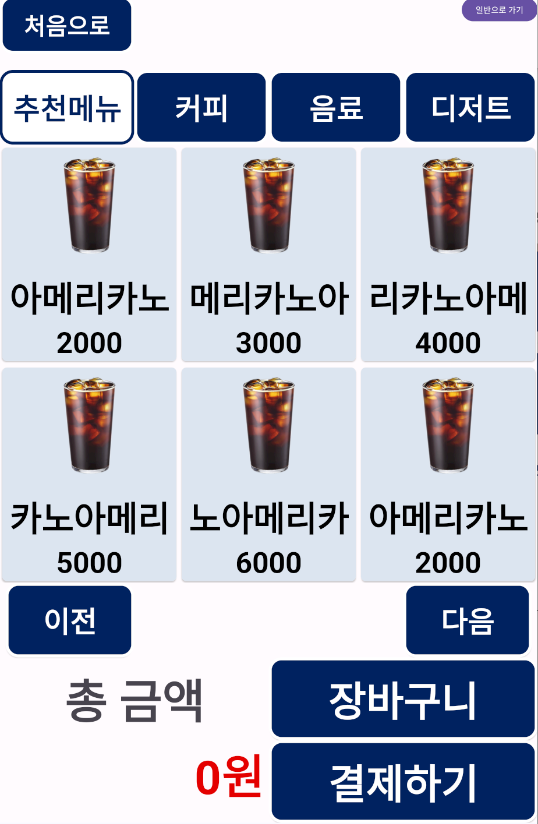 처음으로
일반으로 가기
추천메뉴 커피 음료 디저트
아메리카노 메리카노아 리카노아메
2000 3000 4000
카노아메리 노아메리카 아메리카노
5000 6000 2000
이전 다음
총 금액 장바구니
0원 결제하기